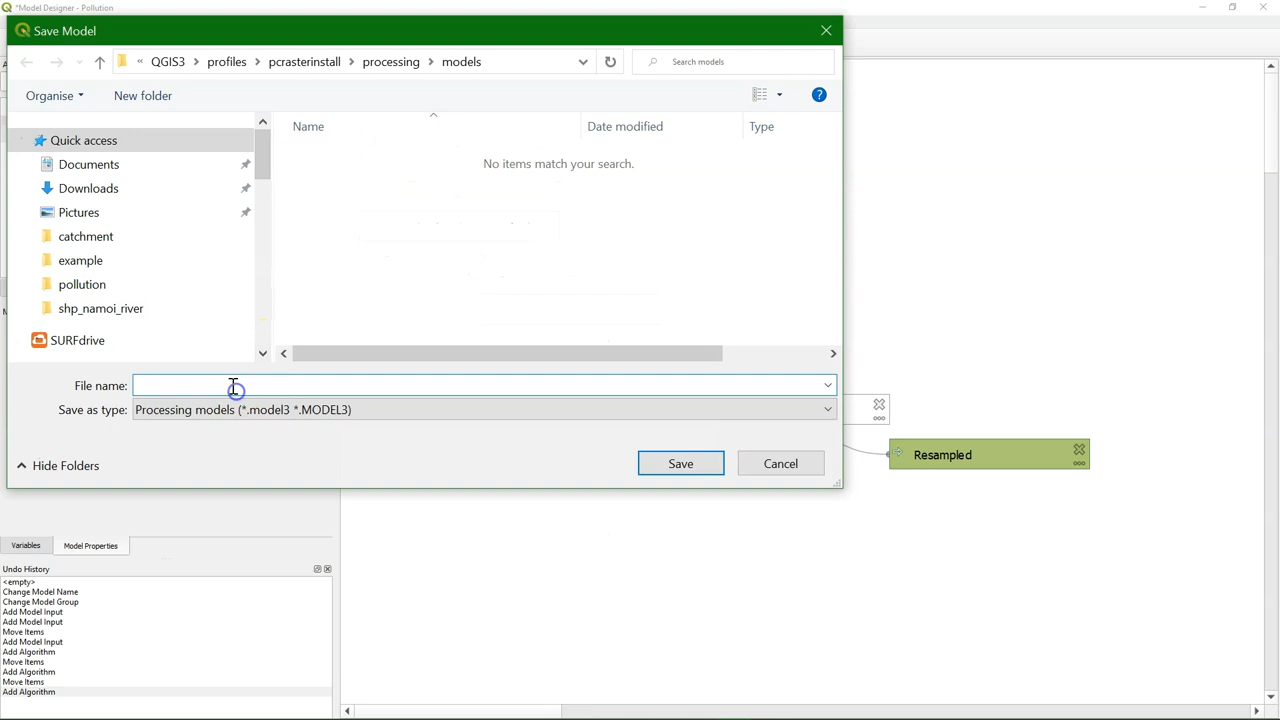 *Model Designer - Pollution
Save Model
« QGIS3 > profiles > pcrasterinstall > processing > models
Search models
Organise
New folder
Name
Date modified
Type
No items match your search.
Quick access
Documents
Downloads
Pictures
catchment
example
pollution
shp_namoi_river
SURFdrive
File name:
Save as type: Processing models (*.model3 *.MODEL3)
Hide Folders
Save
Cancel
Resampled
Variables
Model Properties
Undo History
<empty>
Change Model Name
Change Model Group
Add Model Input
Add Model Input
Move Items
Add Model Input
Add Algorithm
Move Items
Add Algorithm
Move Items
Add Algorithm